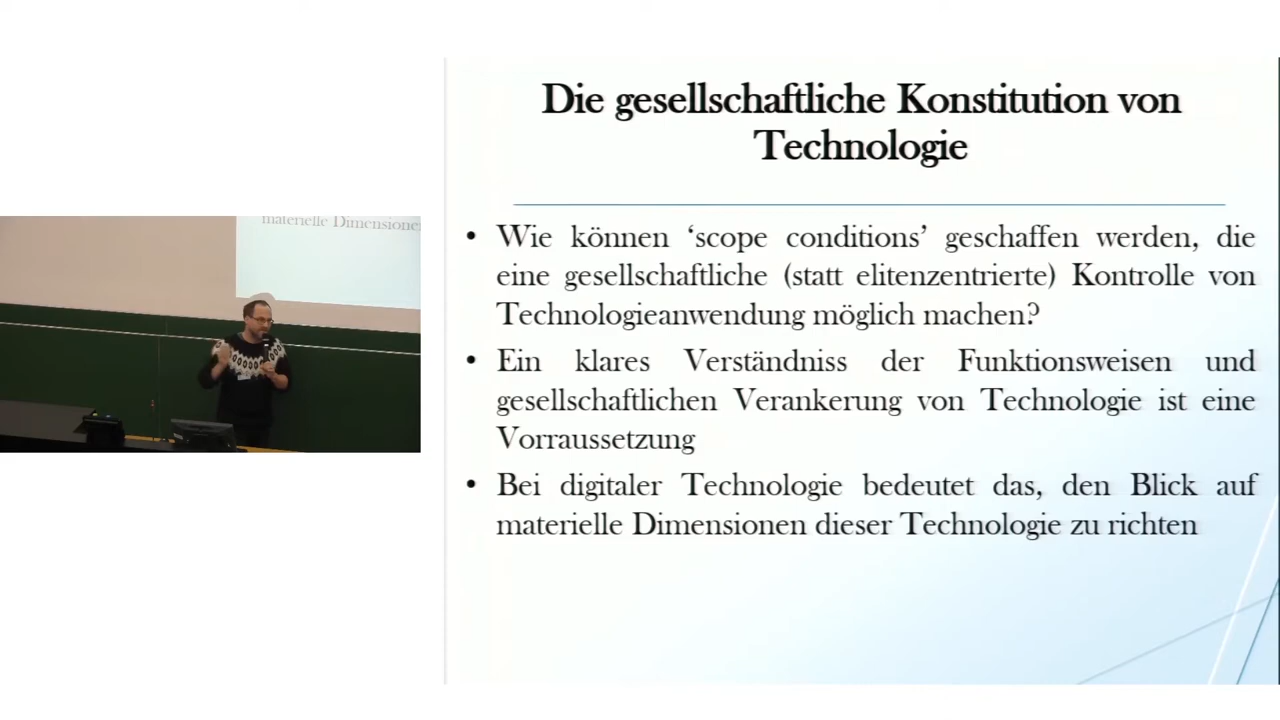 Die gesellschaftliche Konstitution von
Technologie
• Wie können ‘scope conditions’ geschaffen werden, die
eine gesellschaftliche (statt elitenzentrierte) Kontrolle von
Technologieanwendung möglich machen?
• Ein klares Verständniss der Funktionsweisen und
gesellschaftlichen Verankerung von Technologie ist eine
Vorraussetzung
• Bei digitaler Technologie bedeutet das, den Blick auf
materielle Dimensionen dieser Technologie zu richten
materielle Dimensione